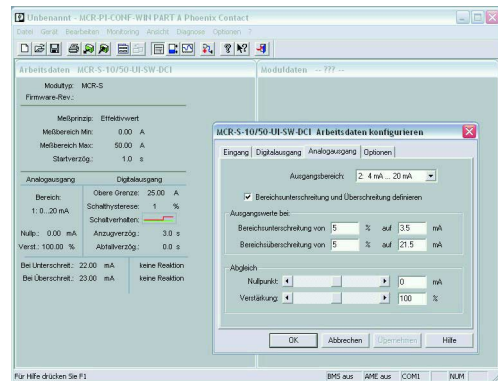 Unbenannt - MCR-PI-CONF-WIN PART A Phoenix Contact
Datei Gerät Bearbeiten Monitoring Ansicht Diagnose Optionen ?
Arbeitsdaten MCR-S-10/50-UI-SW-DCI
Moduldaten -- ??? --
Modultyp: MCR-S
Firmware-Rev.:
Meßprinzip: Effektivwert
Meßbereich Min: 0.00 A
Meßbereich Max: 50.00 A
Startverzög.: 1.0 s
Analogausgang Digitalausgang
Bereich: 1: 0...20 mA
Nullp.: 0.00 mA
Verst.: 100.00 %
Obere Grenze: 25.00 A
Schalthysterese: 1 %
Schaltverhalten:
Anzugverzög.: 3.0 s
Abfallverzög.: 0.0 s
Bei Unterschreit.: 22.00 mA keine Reaktion
Bei Überschreit.: 23.00 mA keine Reaktion
MCR-S-10/50-UI-SW-DCI Arbeitsdaten konfigurieren
Eingang Digitalausgang Analogausgang Optionen
Ausgangsbereich: 2: 4 mA ... 20 mA
Bereichsunterschreitung und Überschreitung definieren
Ausgangswerte bei:
Bereichsunterschreitung von 5 % auf 3.5 mA
Bereichsüberschreitung von 5 % auf 21.5 mA
Abgleich
Nullpunkt: 0 mA
Verstärkung: 100 %
OK Abbrechen Übernehmen Hilfe
Für Hilfe drücken Sie F1
BMS aus AME aus COM1 NUM